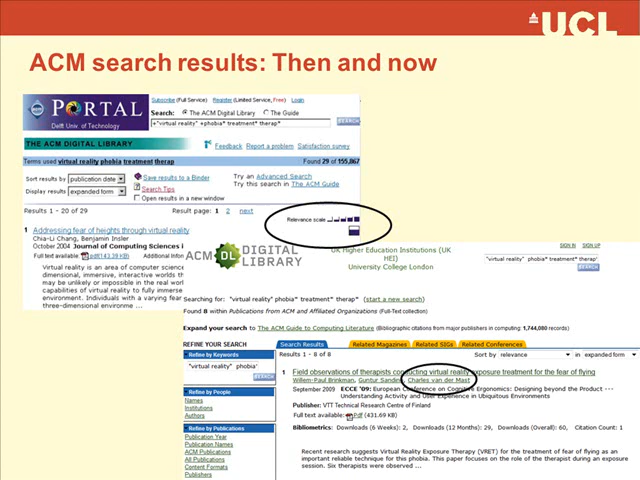 UCL
ACM search results: Then and now
PORTAL
Delft Univ. of Technology
Subscribe (Full Service) Register (Limited Service, Free) Login
Search: The ACM Digital Library The Guide
+"virtual reality" +phobia* treatment* therap*
SEARCH
THE ACM DIGITAL LIBRARY
Feedback Report a problem Satisfaction survey
Terms used virtual reality phobia treatment therap
Found 29 of 155,867
Sort results by publication date
Display results expanded form
Save results to a Binder
Search Tips
Open results in a new window
Try an Advanced Search
Try this search in The ACM Guide
Results 1 - 20 of 29
Result page: 1 2 next
Relevance scale
1 Addressing fear of heights through virtual reality
Chia-Li Chang, Benjamin Insler
October 2004 Journal of Computing Sciences i
Full text available: pdf(143.39 KB) Additional Infor
Virtual reality is an area of computer scienc
dimensional, immersive, interactive worlds th
may be unlikely or impossible in the real wor
capabilities of virtual reality to fully immerse
environment. Individuals with a varying fear
three-dimensional environme ...
ACM DL DIGITAL LIBRARY
UK Higher Education Institutions (UK HEI)
University College London
SIGN IN SIGN UP
"virtual reality" phobia* treatment* therap*
SEARCH
Searching for: "virtual reality" phobia* treatment* therap* (start a new search)
Found 8 within Publications from ACM and Affiliated Organizations (Full-Text collection)
Expand your search to The ACM Guide to Computing Literature (Bibliographic citations from major publishers in computing: 1,744,080 records)
REFINE YOUR SEARCH
Refine by Keywords
"virtual reality" phobia*
SEARCH
Refine by People
Names
Institutions
Authors
Refine by Publications
Publication Year
Publication Names
ACM Publications
All Publications
Content Formats
Publishers
Search Results Related Magazines Related SIGs Related Conferences
Results 1 - 8 of 8
Sort by relevance in expanded form
1 Field observations of therapists conducting virtual reality exposure treatment for the fear of flying
Willem-Paul Brinkman, Guntur Sandino, Charles van der Mast
September 2009 ECCE '09: European Conference on Cognitive Ergonomics: Designing beyond the Product ---
Understanding Activity and User Experience in Ubiquitous Environments
Publisher: VTT Technical Research Centre of Finland
Full text available: Pdf (431.69 KB)
Bibliometrics: Downloads (6 Weeks): 2, Downloads (12 Months): 29, Downloads (Overall): 60, Citation Count: 1
Recent research suggests Virtual Reality Exposure Therapy (VRET) for the treatment of fear of flying as an
important reliable technique for this phobia. This paper focuses on the role of the therapist during an exposure
session. Six therapists were observed ...